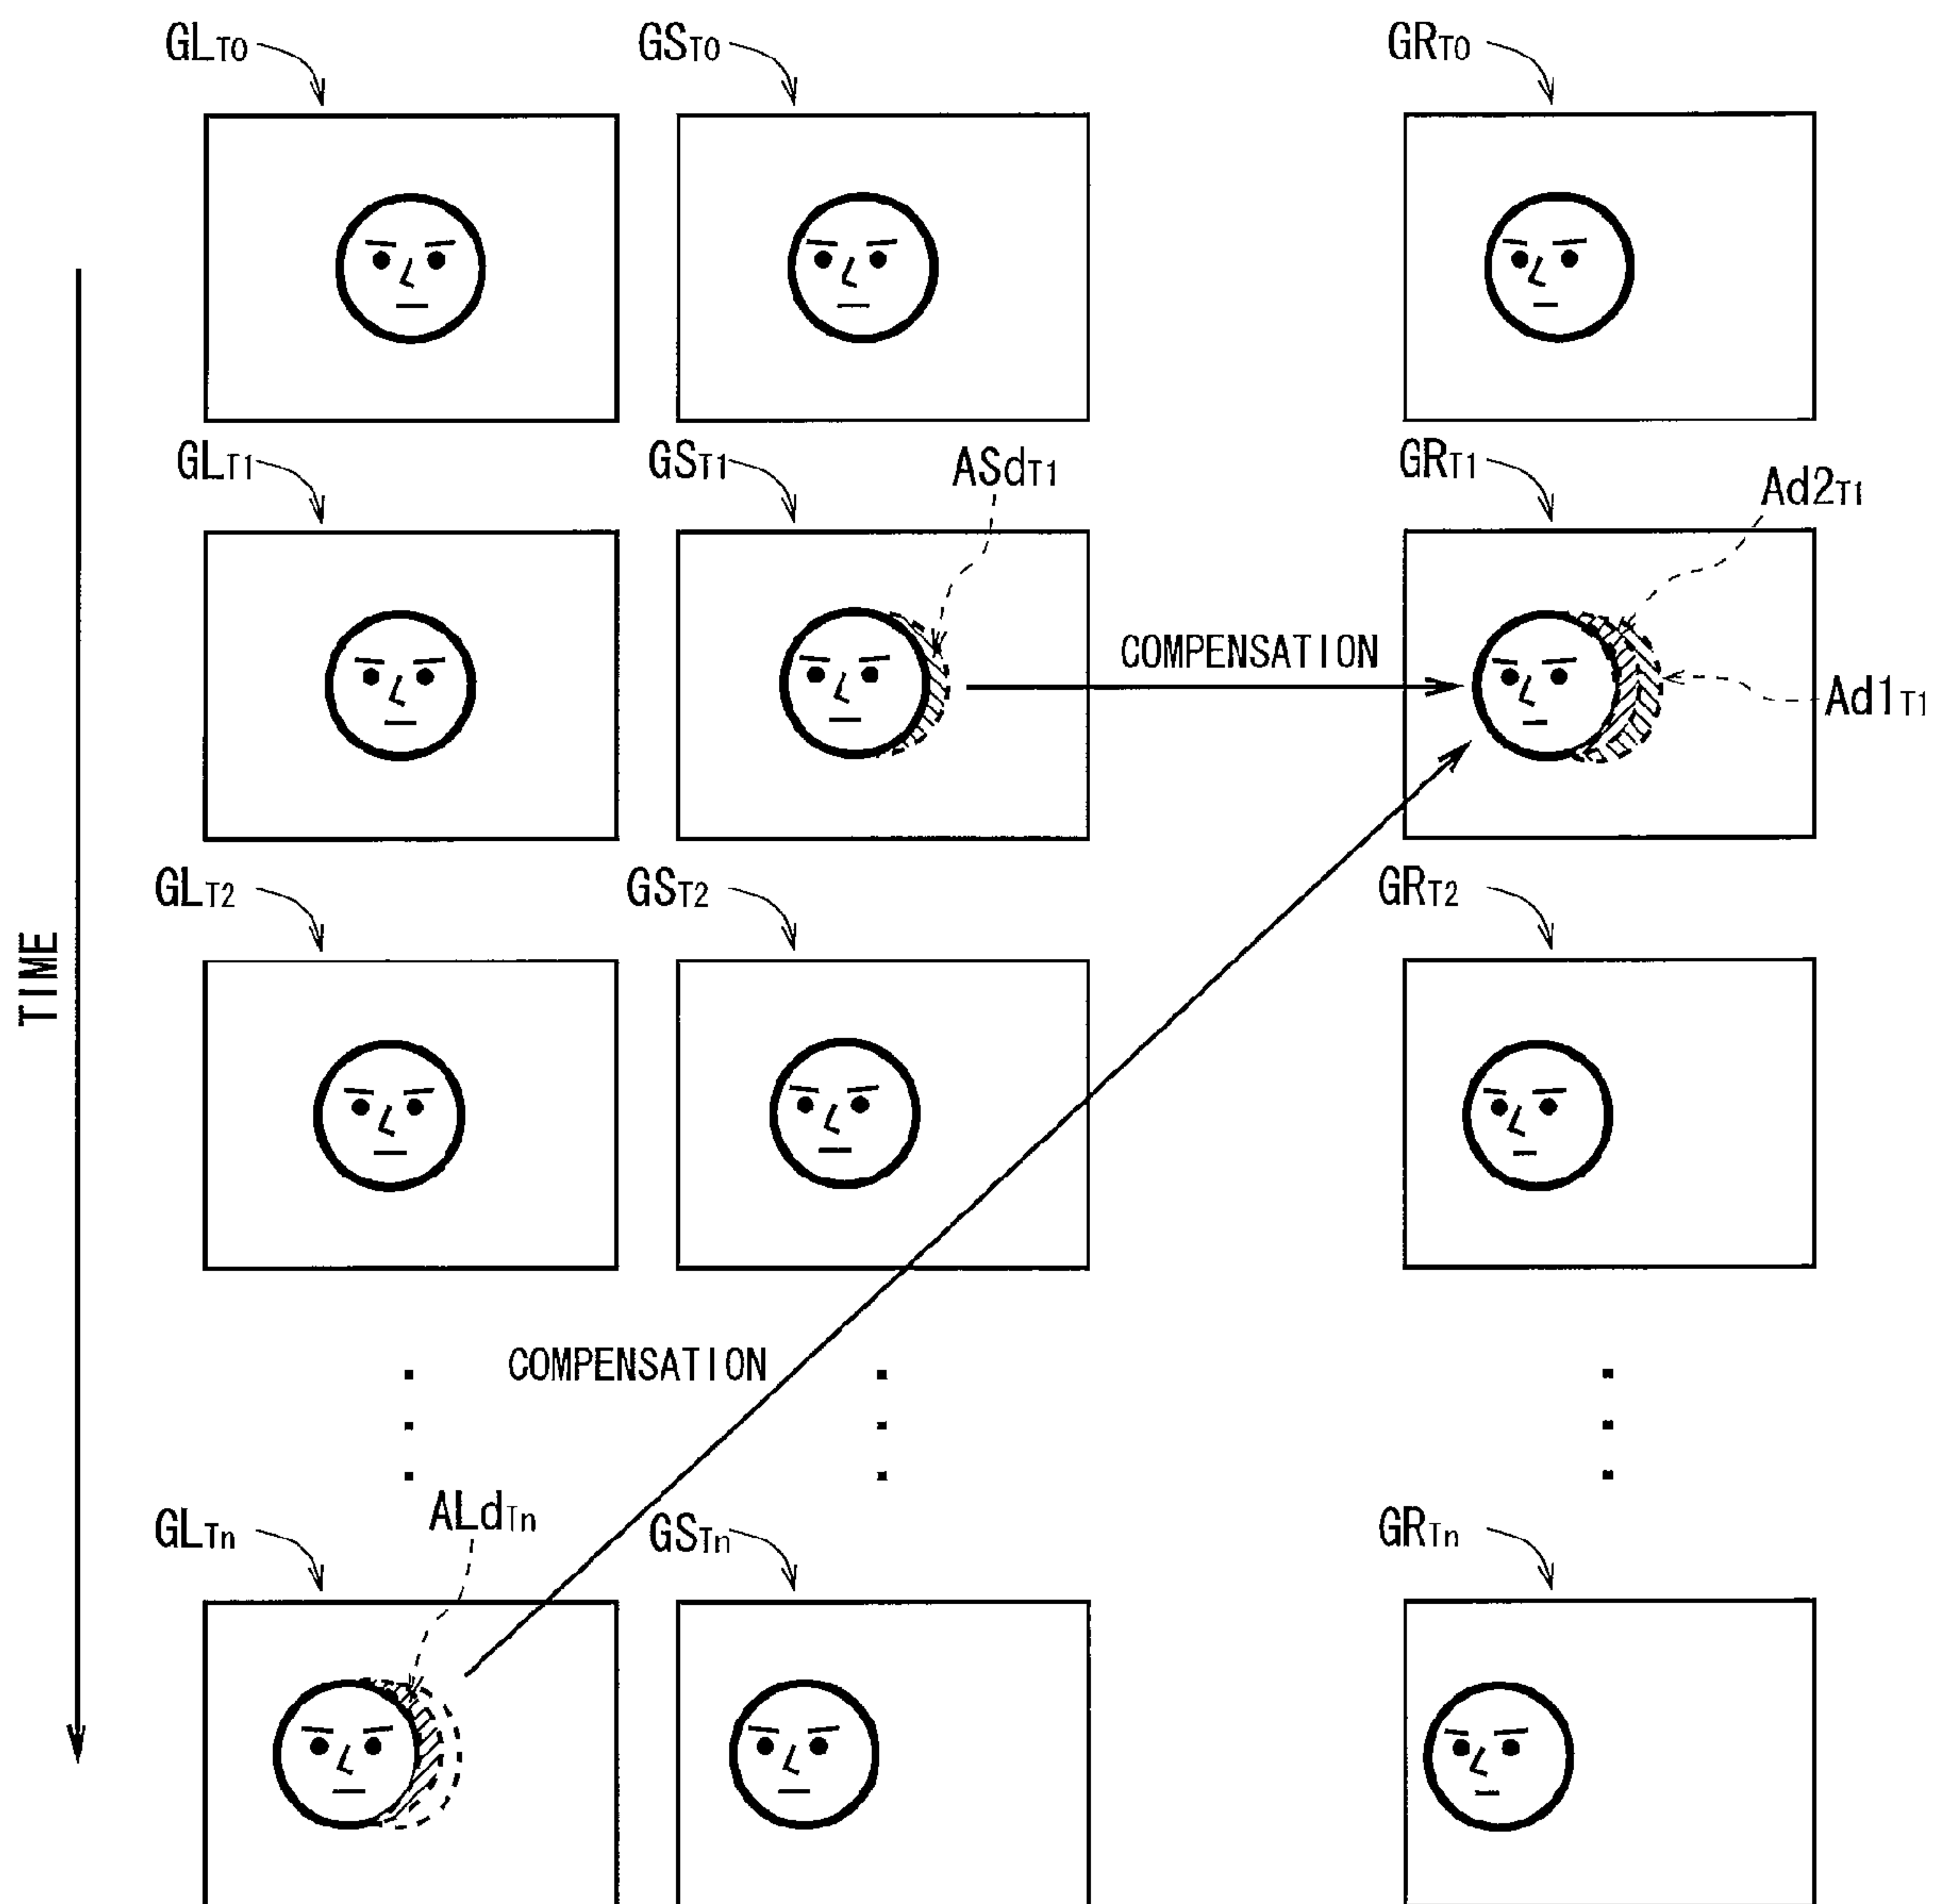 GLT0 GST0 GRT0
GLT1 GST1 ASdT1 GRT1 Ad2T1
COMPENSATION
Ad1T1
GLT2 GST2 GRT2
TIME
COMPENSATION
GLTn ALdTn GSTn GRTn